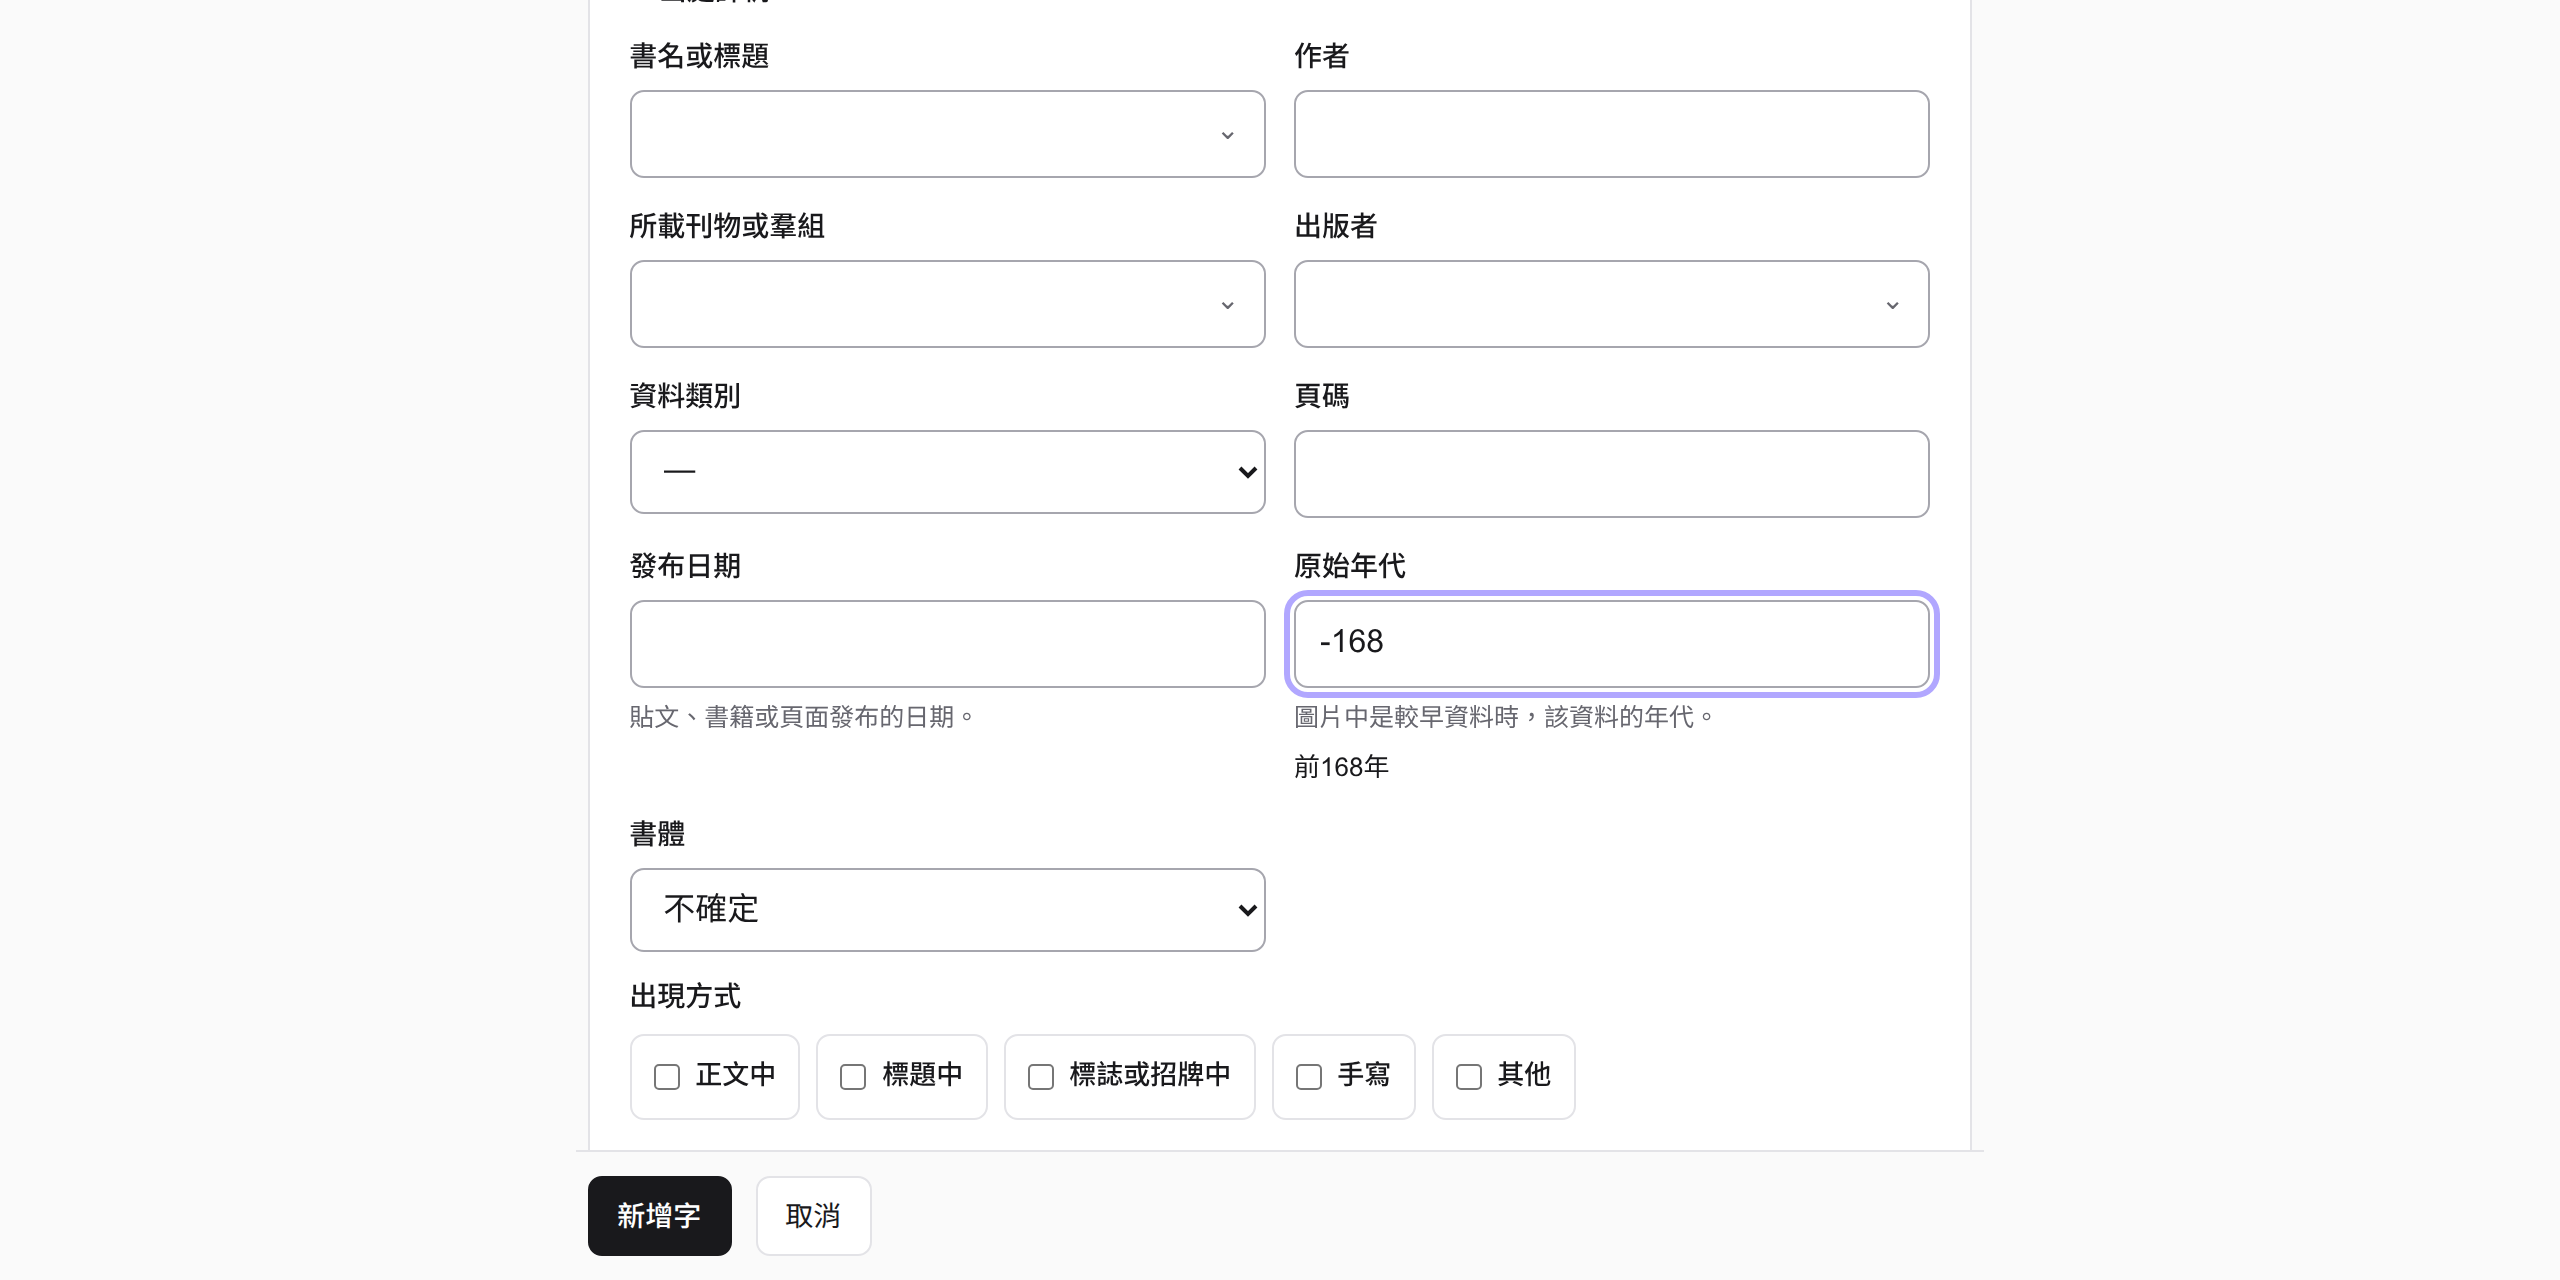 書名或標題
作者
所載刊物或羣組
出版者
資料類別
頁碼
—
發布日期
原始年代
-168
貼文、書籍或頁面發布的日期。
圖片中是較早資料時，該資料的年代。
前168年
書體
不確定
出現方式
正文中 標題中 標誌或招牌中 手寫 其他
新增字 取消